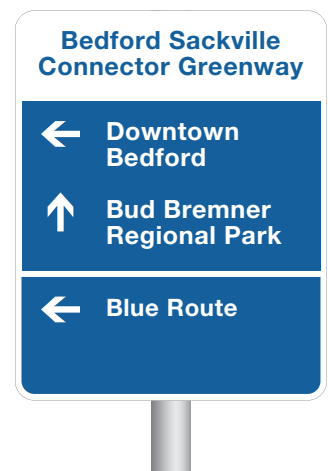 Bedford Sackville
Connector Greenway
Downtown
Bedford
Bud Bremner
Regional Park
Blue Route